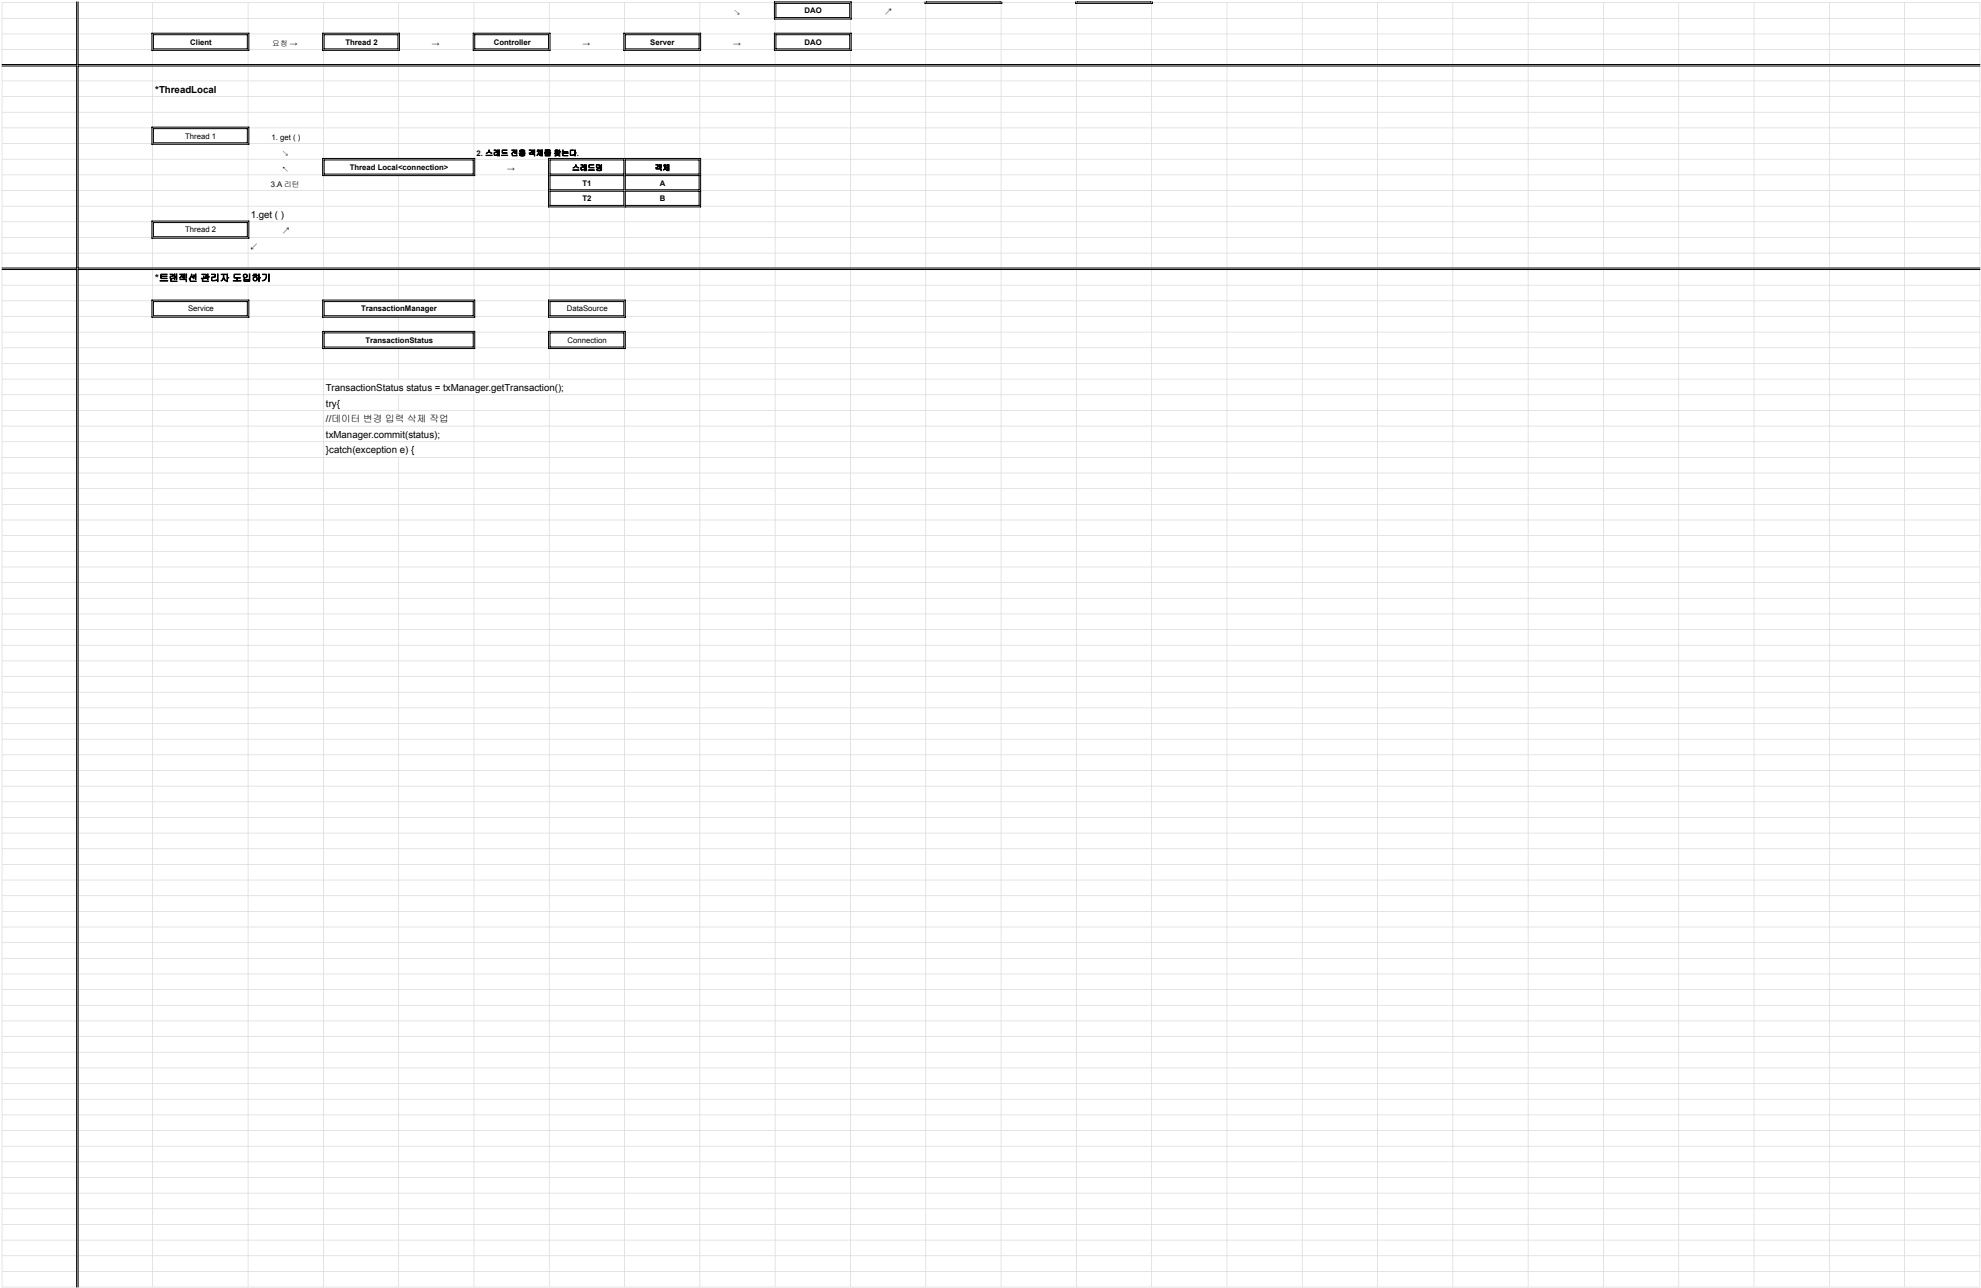 ↘ DAO ↗
Client 요청 → Thread 2 → Controller → Server → DAO
*ThreadLocal
Thread 1 1. get ( )
↘ 2. 스레드 전용 객체를 찾는다.
↖ Thread Local<connection> → 스레드명 객체
3.A 리턴 T1 A
T2 B
1.get ( )
Thread 2 ↗
↙
*트랜잭션 관리자 도입하기
Service TransactionManager DataSource
TransactionStatus Connection
TransactionStatus status = txManager.getTransaction();
try{
//데이터 변경 입력 삭제 작업
txManager.commit(status);
}catch(exception e) {